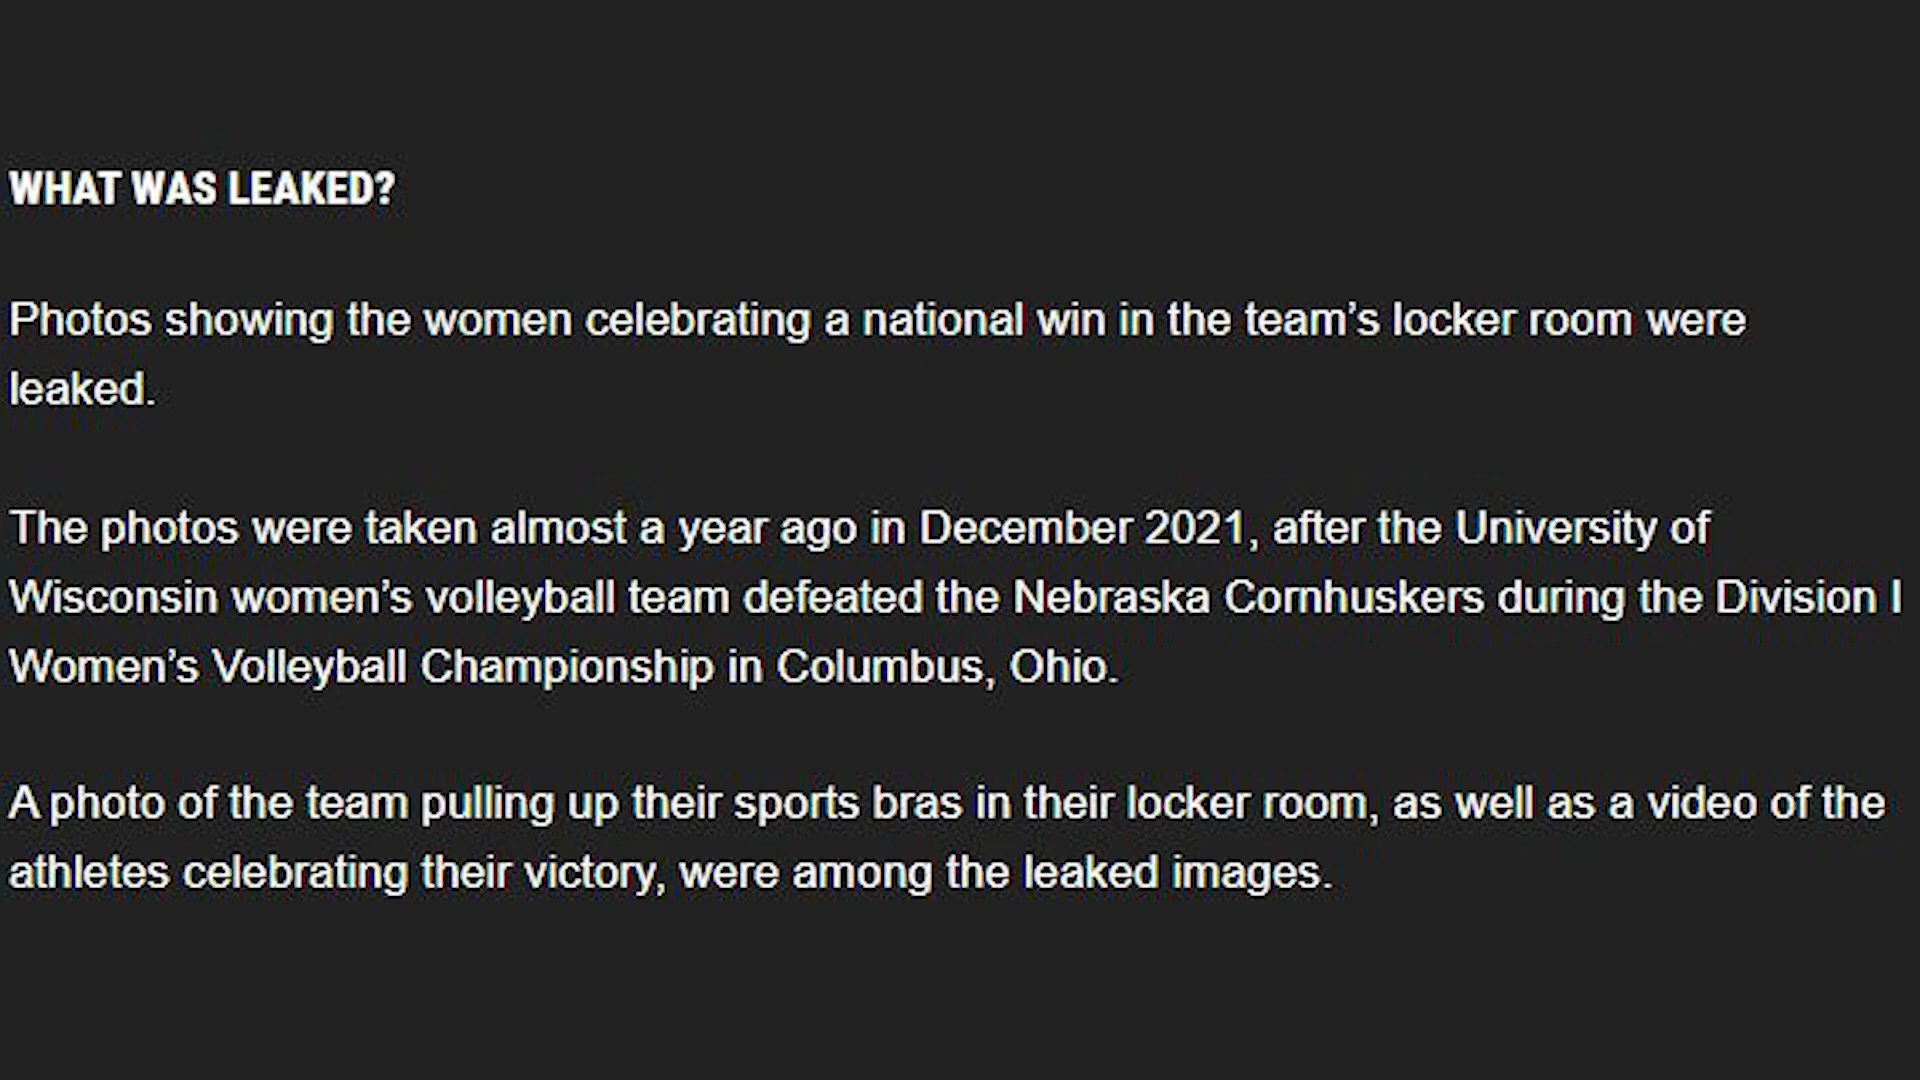 WHAT WAS LEAKED?
Photos showing the women celebrating a national win in the team’s locker room were
leaked.
The photos were taken almost a year ago in December 2021, after the University of
Wisconsin women’s volleyball team defeated the Nebraska Cornhuskers during the Division I
Women’s Volleyball Championship in Columbus, Ohio.
A photo of the team pulling up their sports bras in their locker room, as well as a video of the
athletes celebrating their victory, were among the leaked images.